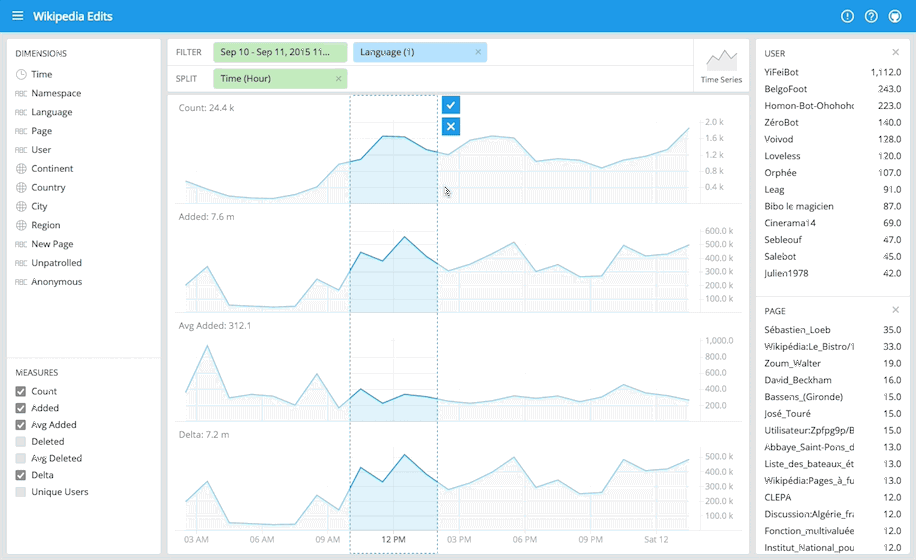 Wikipedia Edits
DIMENSIONS
Time
ABC Namespace
ABC Language
ABC Page
ABC User
Continent
Country
City
Region
ABC New Page
ABC Unpatrolled
ABC Anonymous
MEASURES
Count
Added
Avg Added
Deleted
Avg Deleted
Delta
Unique Users
FILTER
Sep 10 - Sep 11, 2015 11...
Language (1)
SPLIT
Time (Hour)
Time Series
Count: 24.4 k
2.0 k
1.6 k
1.2 k
0.8 k
0.4 k
Added: 7.6 m
600.0 k
500.0 k
400.0 k
300.0 k
200.0 k
100.0 k
Avg Added: 312.1
1,000.0
800.0
600.0
400.0
200.0
Delta: 7.2 m
500.0 k
400.0 k
300.0 k
200.0 k
100.0 k
03 AM 06 AM 09 AM 12 PM 03 PM 06 PM 09 PM Sat 12
USER
YiFeiBot 1,112.0
BelgoFoot 243.0
Homon-Bot-Ohohoho 223.0
ZéroBot 140.0
Voivod 128.0
Loveless 120.0
Orphée 107.0
Leag 91.0
Bibo le magicien 87.0
Cinerama14 69.0
Sebleouf 47.0
Salebot 45.0
Julien1978 42.0
PAGE
Sébastien_Loeb 35.0
Wikipédia:Le_Bistro/1 33.0
Zoum_Walter 19.0
David_Beckham 16.0
Bassens_(Gironde) 15.0
José_Touré 15.0
Utilisateur:Zpfpg9p/B 15.0
Abbaye_Saint-Pons_d 13.0
Liste_des_bateaux_ét 13.0
Wikipédia:Pages_à_fu 13.0
CLEPA 12.0
Discussion:Algérie_fra 12.0
Fonction_multivaluée 12.0
Institut_National_pou 12.0